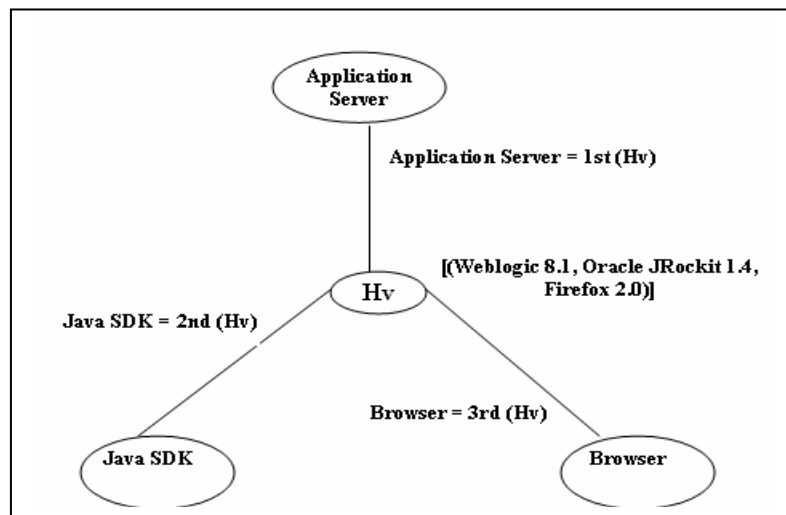 Application
Server
Application Server = 1st (Hv)
[(Weblogic 8.1, Oracle JRockit 1.4,
Firefox 2.0)]
Hv
Java SDK = 2nd (Hv)
Browser = 3rd (Hv)
Java SDK
Browser